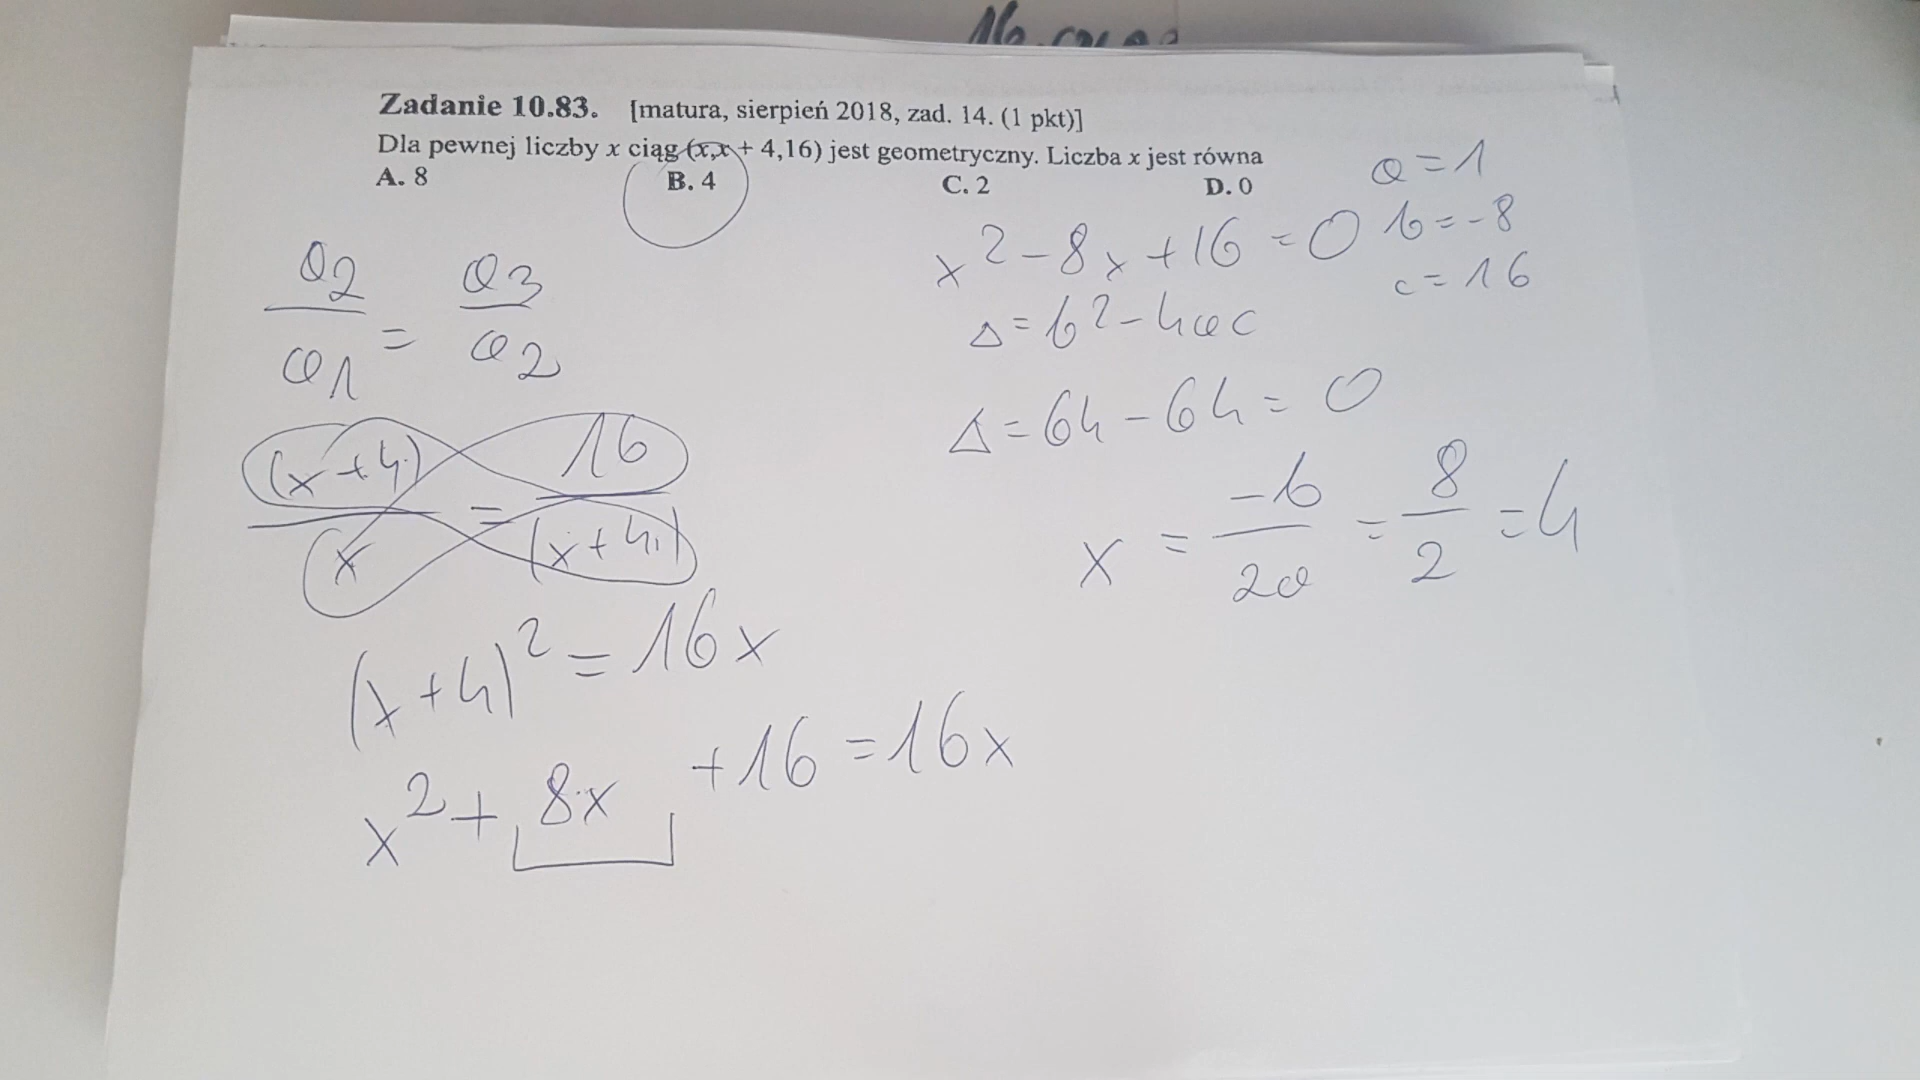 Zadanie 10.83. [matura, sierpień 2018, zad. 14. (1 pkt)]
Dla pewnej liczby x ciąg (x,x + 4,16) jest geometryczny. Liczba x jest równa
A. 8 B. 4 C. 2 D. 0
a2/a1 = a3/a2
(x+4)/x = 16/(x+4)
(x+4)² = 16x
x² + 8x + 16 = 16x
x² - 8x + 16 = 0
a = 1
b = -8
c = 16
Δ = b² - 4ac
Δ = 64 - 64 = 0
x = -b/2a = 8/2 = 4